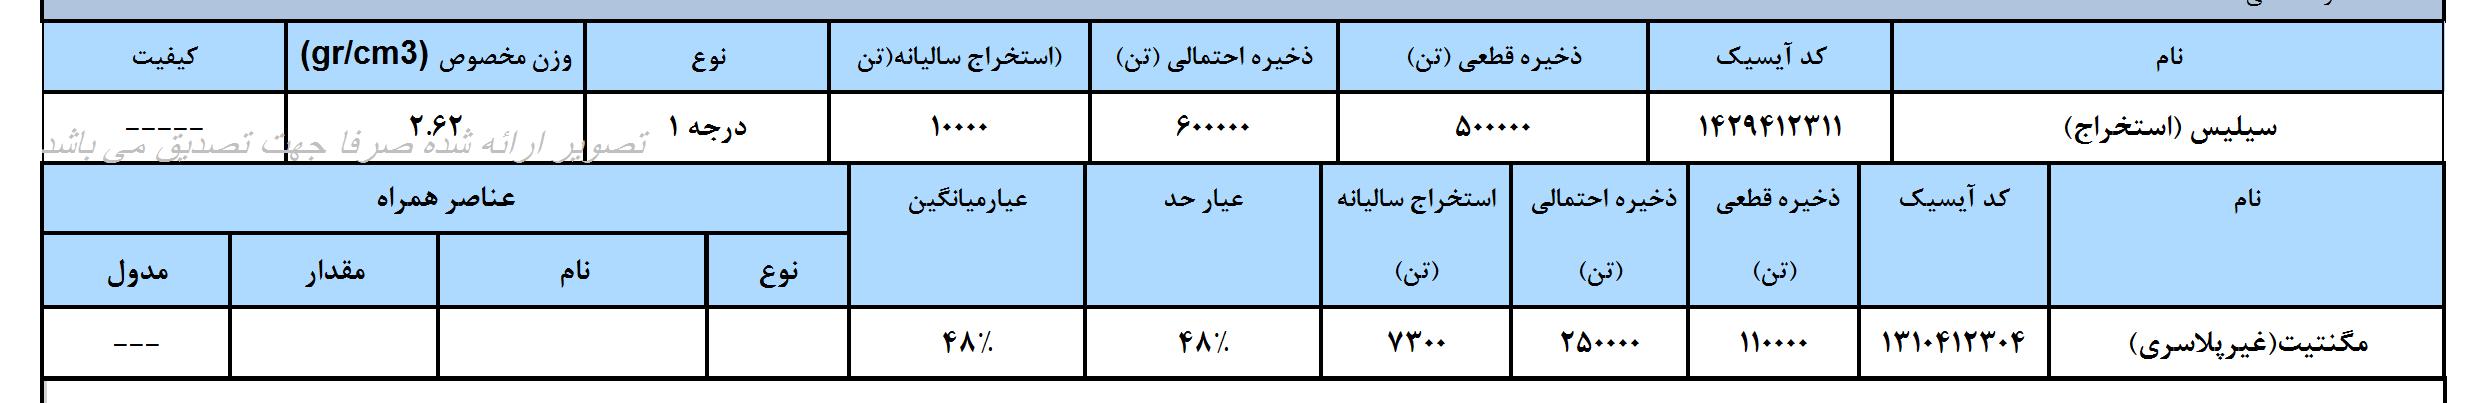 نام	کد آیسیک	ذخیره قطعی (تن)	ذخیره احتمالی (تن)	(استخراج سالیانه(تن	نوع	وزن مخصوص (gr/cm3)	کیفیت
سیلیس (استخراج)	۱۴۲۹۴۱۲۳۱۱	۵۰۰۰۰۰	۶۰۰۰۰۰	۱۰۰۰۰	درجه ۱	۲.۶۲	-----
تصویر ارائه شده صرفا جهت تصدیق می باشد
نام	کد آیسیک	ذخیره قطعی (تن)	ذخیره احتمالی (تن)	استخراج سالیانه (تن)	عیار حد	عیارمیانگین	عناصر همراه
نوع	نام	مقدار	مدول
مگنتیت(غیرپلاسری)	۱۳۱۰۴۱۲۳۰۴	۱۱۰۰۰۰	۲۵۰۰۰۰	۷۳۰۰	۴۸٪	۴۸٪	---